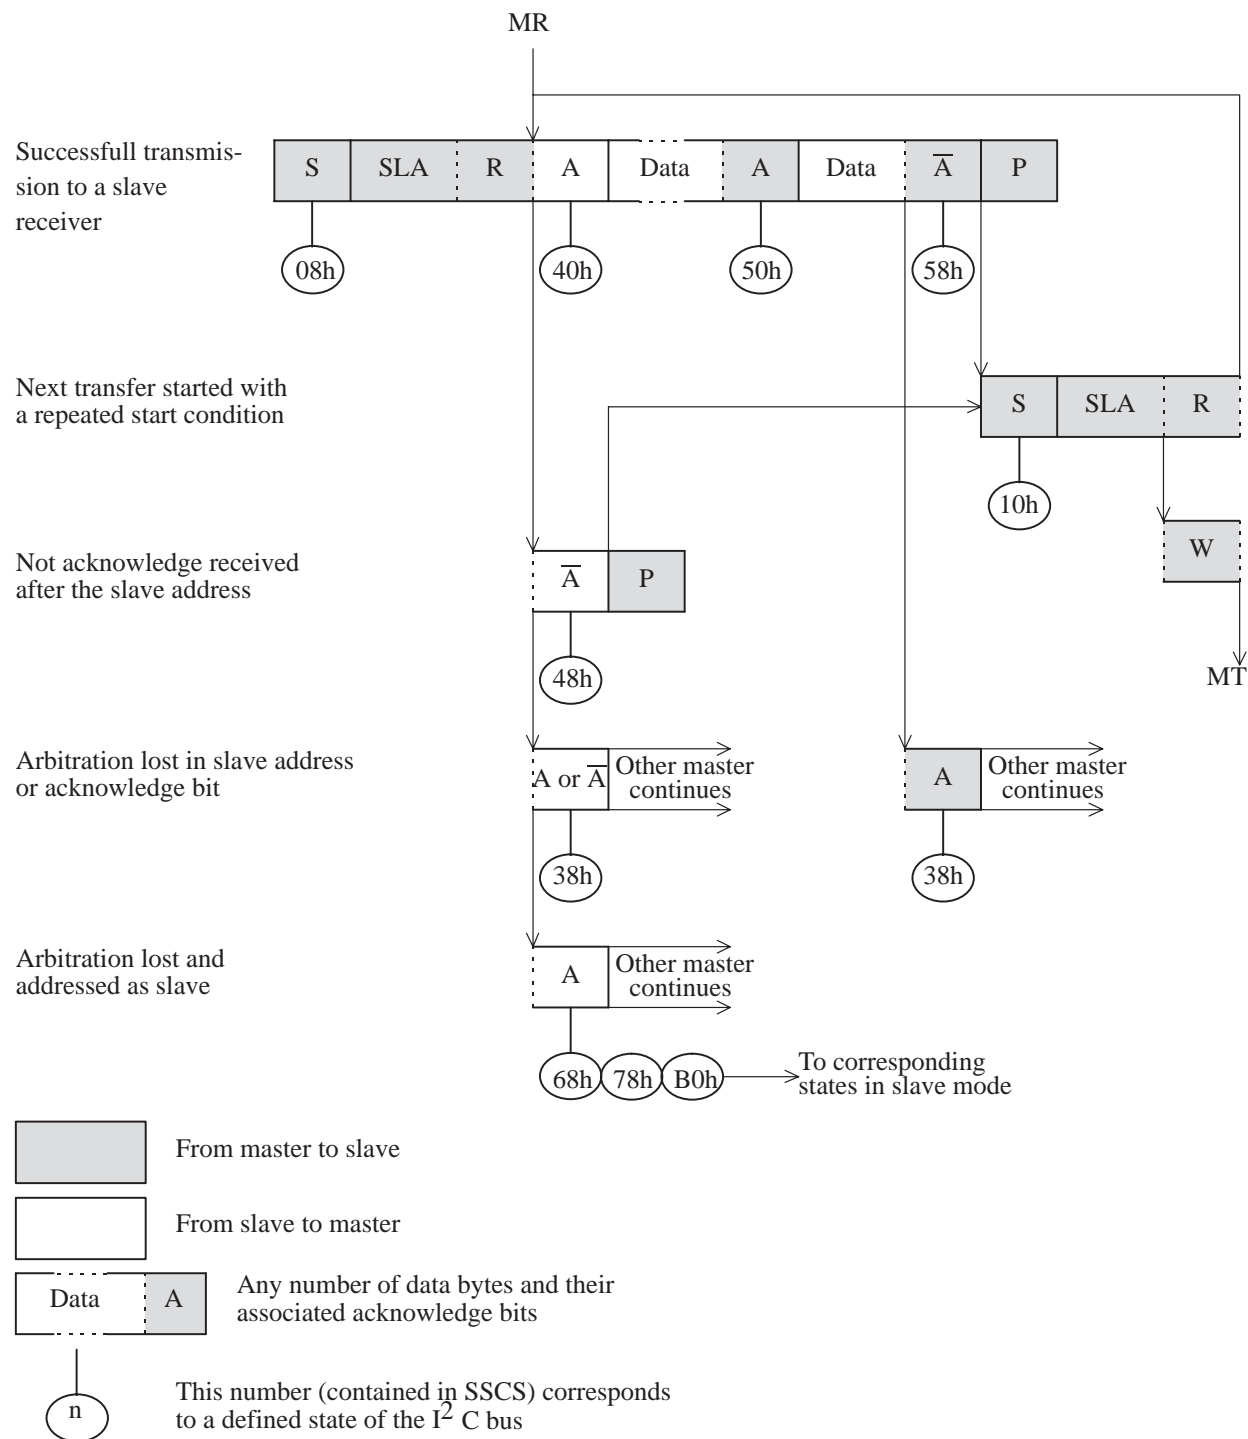 MR
Successfull transmis-
sion to a slave
receiver
S SLA R A Data A Data A̅ P
08h 40h 50h 58h
Next transfer started with
a repeated start condition
S SLA R
10h
W
MT
Not acknowledge received
after the slave address
A̅ P
48h
Arbitration lost in slave address
or acknowledge bit
A or A̅ Other master
continues
A Other master
continues
38h 38h
Arbitration lost and
addressed as slave
A Other master
continues
68h 78h B0h To corresponding
states in slave mode
From master to slave
From slave to master
Data A Any number of data bytes and their
associated acknowledge bits
n This number (contained in SSCS) corresponds
to a defined state of the I² C bus